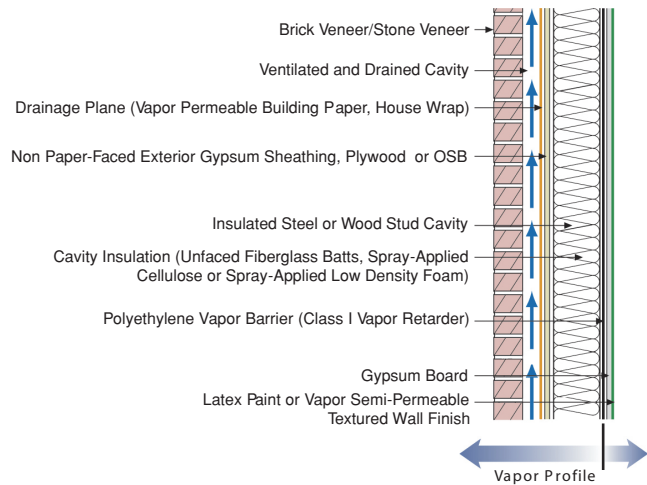 Brick Veneer/Stone Veneer
Ventilated and Drained Cavity
Drainage Plane (Vapor Permeable Building Paper, House Wrap)
Non Paper-Faced Exterior Gypsum Sheathing, Plywood or OSB
Insulated Steel or Wood Stud Cavity
Cavity Insulation (Unfaced Fiberglass Batts, Spray-Applied
Cellulose or Spray-Applied Low Density Foam)
Polyethylene Vapor Barrier (Class I Vapor Retarder)
Gypsum Board
Latex Paint or Vapor Semi-Permeable
Textured Wall Finish
Vapor Profile